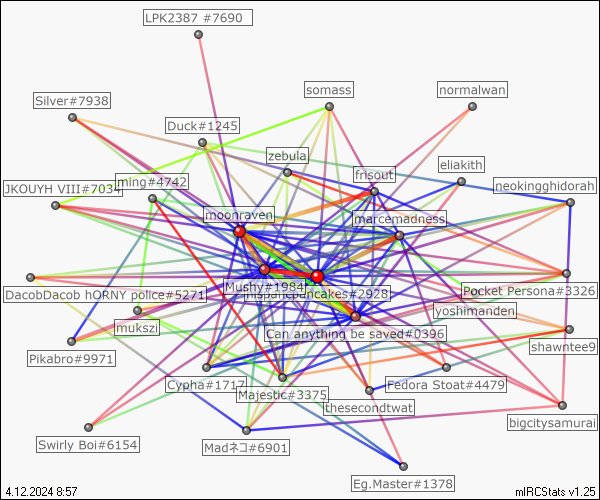 LPK2387 #7690
somass
normalwan
Silver#7938
Duck#1245
zebula
eliakith
frisout
JKOUYH VIII#7034
ming#4742
neokingghidorah
moonraven
marcemadness
Mushy#1984
hispanicpancakes#2928
Pocket Persona#3326
DacobDacob hORNY police#5271
yoshimanden
mukszi
Can anything be saved#0396
shawntee9
Pikabro#9971
Cypha#1717
Majestic#3375
Fedora Stoat#4479
thesecondtwat
bigcitysamurai
Swirly Boi#6154
Madネコ#6901
Eg.Master#1378
4.12.2024 8:57
mIRCStats v1.25